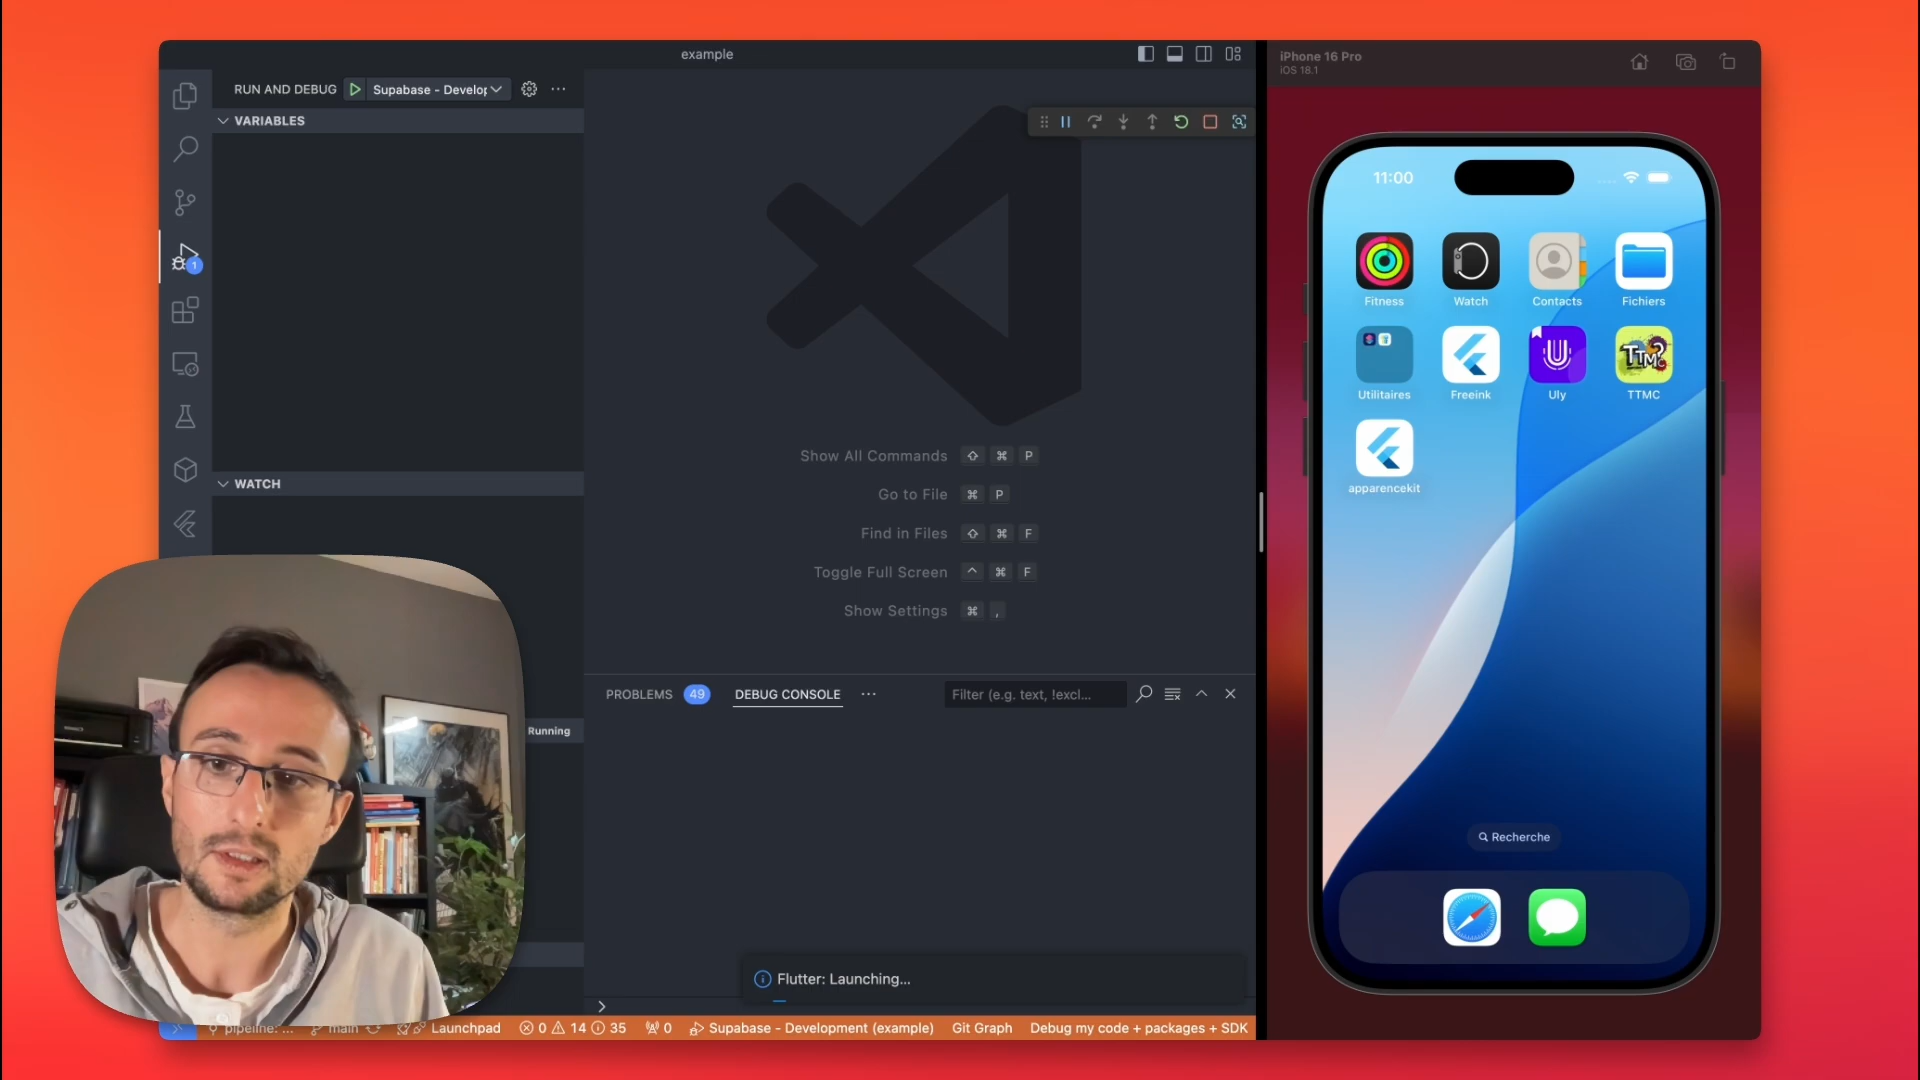 example
RUN AND DEBUG
Supabase - Develop
VARIABLES
1
Show All Commands ⇧ ⌘ P
Go to File ⌘ P
Find in Files ⇧ ⌘ F
Toggle Full Screen ^ ⌘ F
Show Settings ⌘ ,
WATCH
Running
PROBLEMS 49
DEBUG CONSOLE
Filter (e.g. text, !excl...
Flutter: Launching...
pipeline: ...
main
Launchpad
0 14 35
0
Supabase - Development (example)
Git Graph
Debug my code + packages + SDK
iPhone 16 Pro
iOS 18.1
11:00
Fitness
Watch
Contacts
Fichiers
Utilitaires
Freeink
Uly
TTMC?
TTMC
apparencekit
Recherche